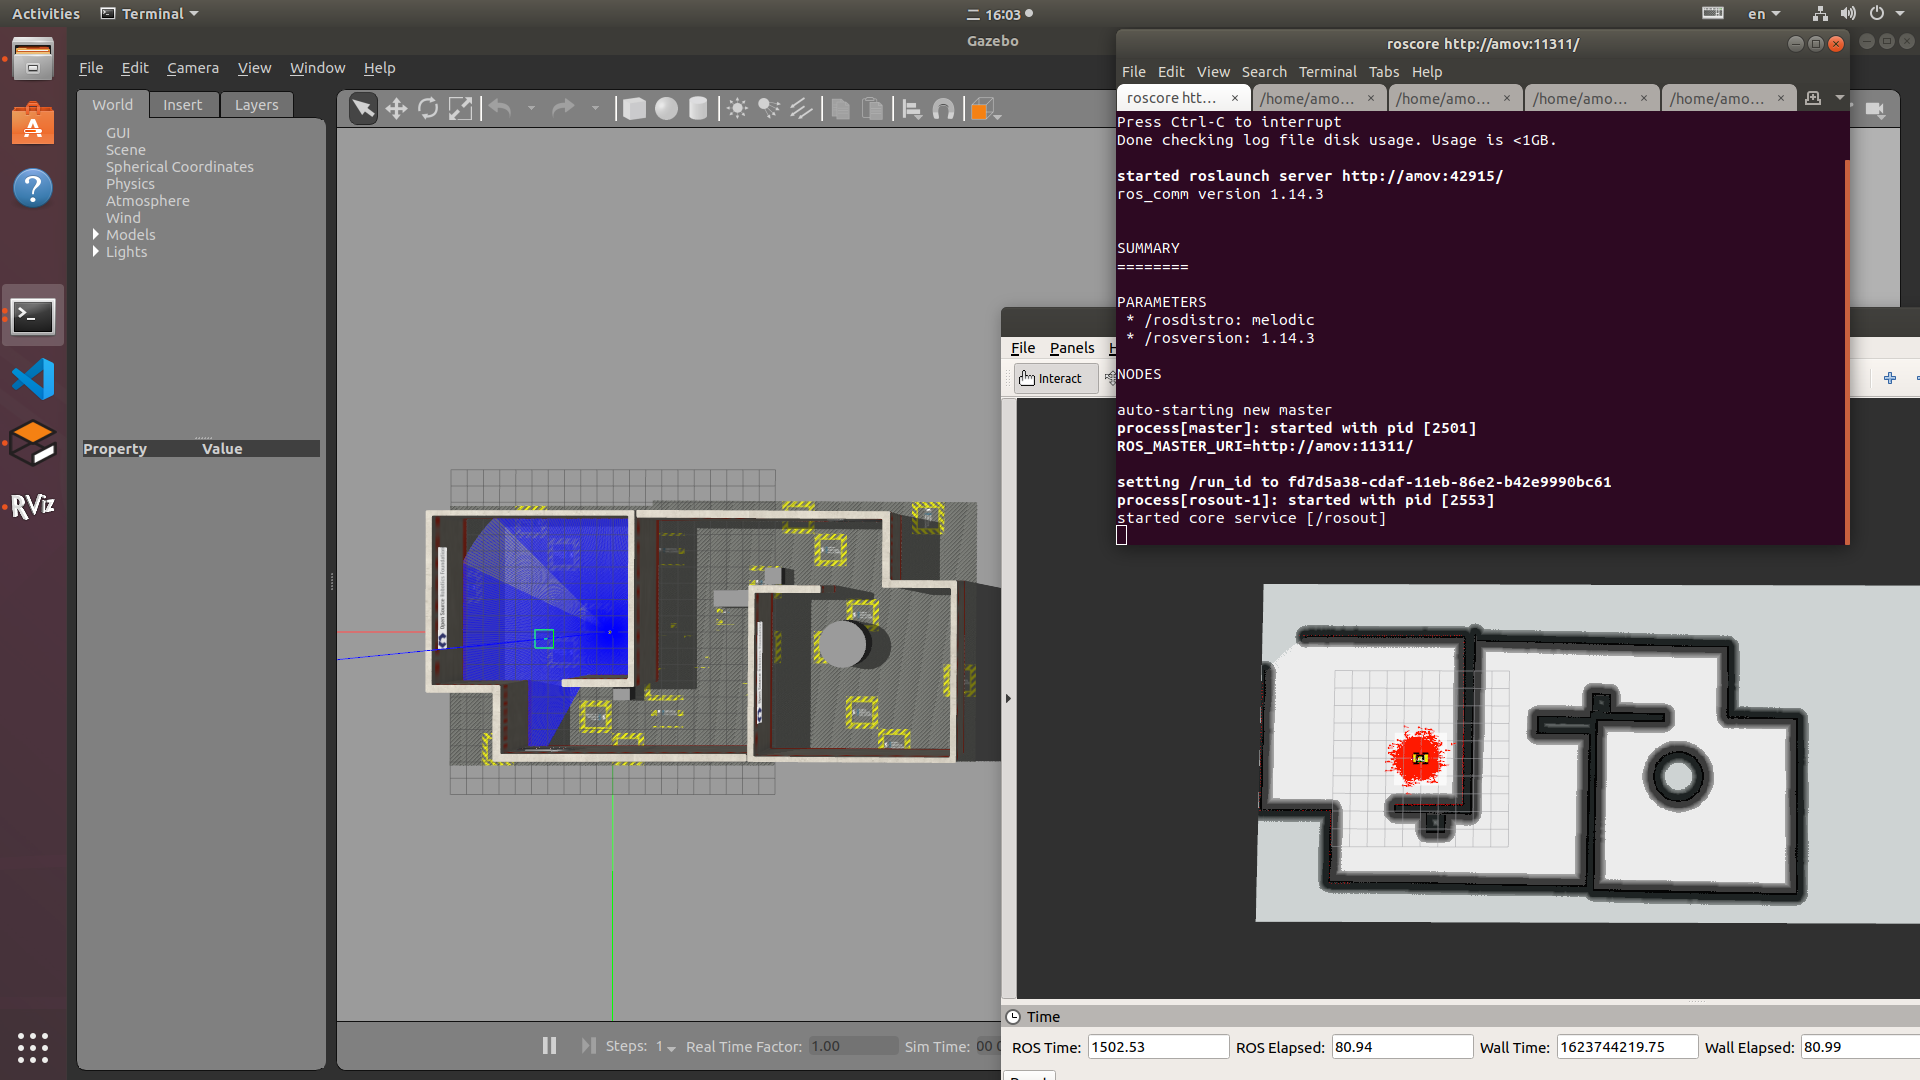 Activities
Terminal
二 16:03
en
Gazebo
File Edit Camera View Window Help
World Insert Layers
GUI
Scene
Spherical Coordinates
Physics
Atmosphere
Wind
Models
Lights
Property Value
RViz
Steps: 1
Real Time Factor: 1.00
Sim Time: 00
roscore http://amov:11311/
File Edit View Search Terminal Tabs Help
roscore htt... × /home/amo... × /home/amo... × /home/amo... × /home/amo... ×
Press Ctrl-C to interrupt
Done checking log file disk usage. Usage is <1GB.
started roslaunch server http://amov:42915/
ros_comm version 1.14.3
SUMMARY
========
PARAMETERS
* /rosdistro: melodic
* /rosversion: 1.14.3
NODES
auto-starting new master
process[master]: started with pid [2501]
ROS_MASTER_URI=http://amov:11311/
setting /run_id to fd7d5a38-cdaf-11eb-86e2-b42e9990bc61
process[rosout-1]: started with pid [2553]
started core service [/rosout]
File Panels
Interact
Time
ROS Time: 1502.53 ROS Elapsed: 80.94 Wall Time: 1623744219.75 Wall Elapsed: 80.99